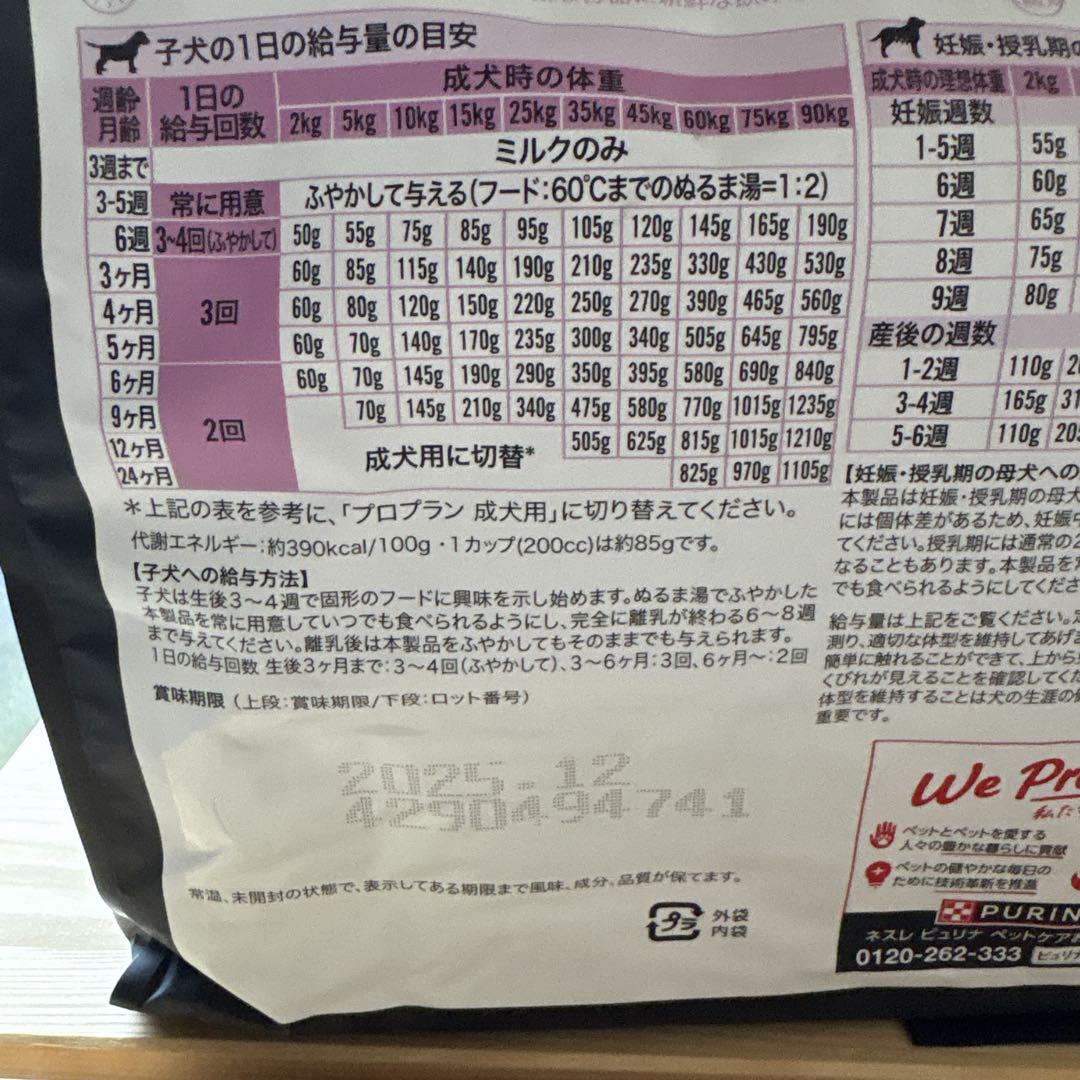 子犬の1日の給与量の目安
週齢 月齢 1日の 給与回数 成犬時の体重
2kg 5kg 10kg 15kg 25kg 35kg 45kg 60kg 75kg 90kg
3週まで ミルクのみ
3-5週 常に用意 ふやかして与える(フード:60℃までのぬるま湯=1:2)
6週 3~4回(ふやかして) 50g 55g 75g 85g 95g 105g 120g 145g 165g 190g
3ヶ月 60g 85g 115g 140g 190g 210g 235g 330g 430g 530g
4ヶ月 3回 60g 80g 120g 150g 220g 250g 270g 390g 465g 560g
5ヶ月 60g 70g 140g 170g 235g 300g 340g 505g 645g 795g
6ヶ月 60g 70g 145g 190g 290g 350g 395g 580g 690g 840g
9ヶ月 2回 70g 145g 210g 340g 475g 580g 770g 1015g 1235g
12ヶ月 成犬用に切替* 505g 625g 815g 1015g 1210g
24ヶ月 825g 970g 1105g
*上記の表を参考に、「プロプラン 成犬用」に切り替えてください。
代謝エネルギー:約390kcal/100g ・1カップ(200cc)は約85gです。
【子犬への給与方法】
子犬は生後3~4週で固形のフードに興味を示し始めます。ぬるま湯でふやかした
本製品を常に用意していつでも食べられるようにし、完全に離乳が終わる6~8週
まで与えてください。離乳後は本製品をふやかしてもそのままでも与えられます。
1日の給与回数 生後3ヶ月まで:3~4回(ふやかして)、3~6ヶ月:3回、6ヶ月~:2回
賞味期限(上段:賞味期限/下段:ロット番号)
2025.12
4290494741
常温、未開封の状態で、表示してある期限まで風味、成分、品質が保てます。
プラ 外袋
内袋
妊娠・授乳期の
成犬時の理想体重 2kg
妊娠週数
1-5週 55g
6週 60g
7週 65g
8週 75g
9週 80g
産後の週数
1-2週 110g
3-4週 165g
5-6週 110g
【妊娠・授乳期の母犬への
本製品は妊娠・授乳期の母犬
には個体差があるため、妊娠
てください。授乳期には通常の
なることもあります。本製品を
でも食べられるようにしてくださ
給与量は上記をご覧ください。
測り、適切な体型を維持してあげ
簡単に触れることができて、上から
くびれが見えることを確認してくだ
体型を維持することは犬の生涯の
重要です。
We Pr
私た
ペットとペットを愛する
人々の豊かな暮らしに貢献
ペットの健やかな毎日の
ために技術革新を推進
PURIN
ネスレ ピュリナ ペットケア
0120-262-333 ピュリナ